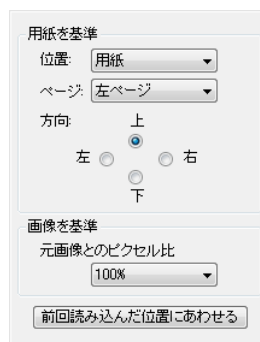 用紙を基準
位置: 用紙
ページ: 左ページ
方向: 上
左 右
下
画像を基準
元画像とのピクセル比
100%
前回読み込んだ位置にあわせる